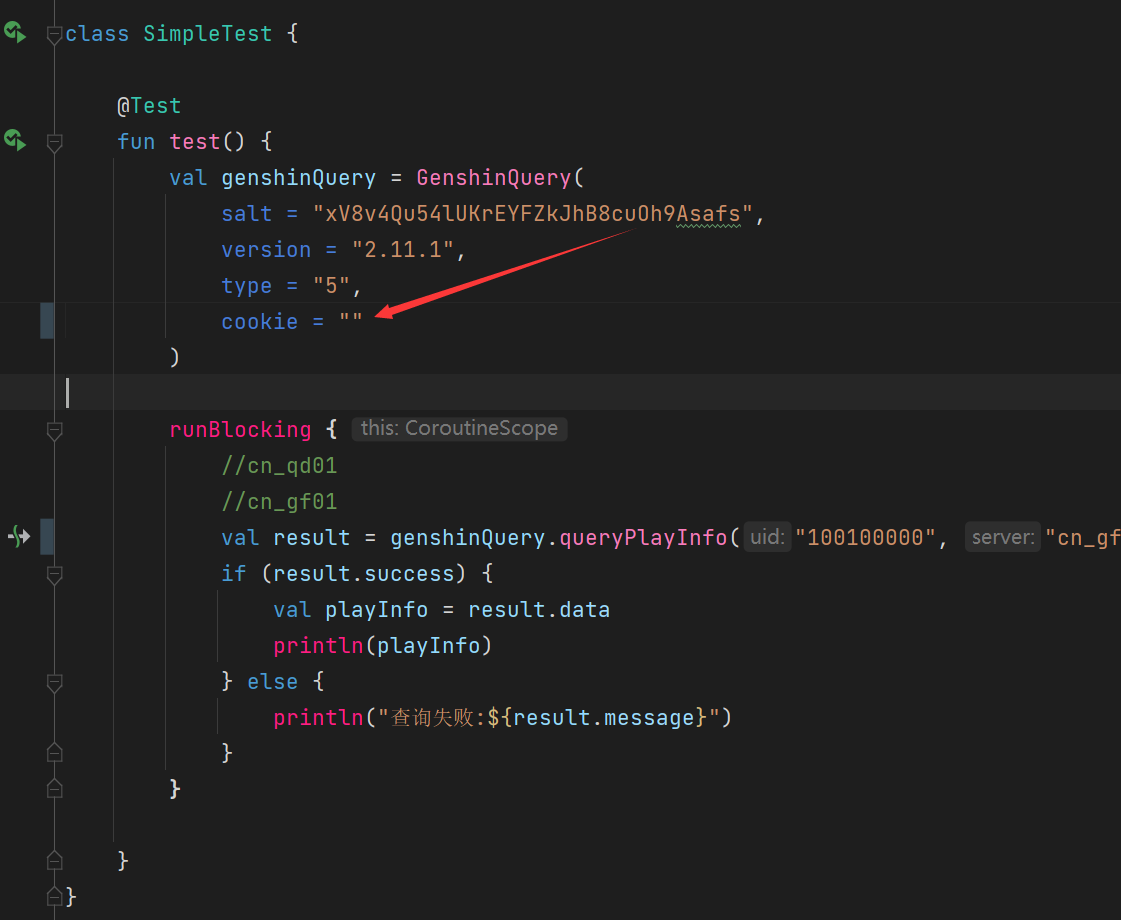 class SimpleTest {
@Test
fun test() {
val genshinQuery = GenshinQuery(
salt = "xV8v4Qu54lUKrEYFZkJhB8cuOh9Asafs",
version = "2.11.1",
type = "5",
cookie = ""
)
runBlocking { this: CoroutineScope
//cn_qd01
//cn_gf01
val result = genshinQuery.queryPlayInfo( uid: "100100000", server: "cn_gf
if (result.success) {
val playInfo = result.data
println(playInfo)
} else {
println("查询失败:${result.message}")
}
}
}
}